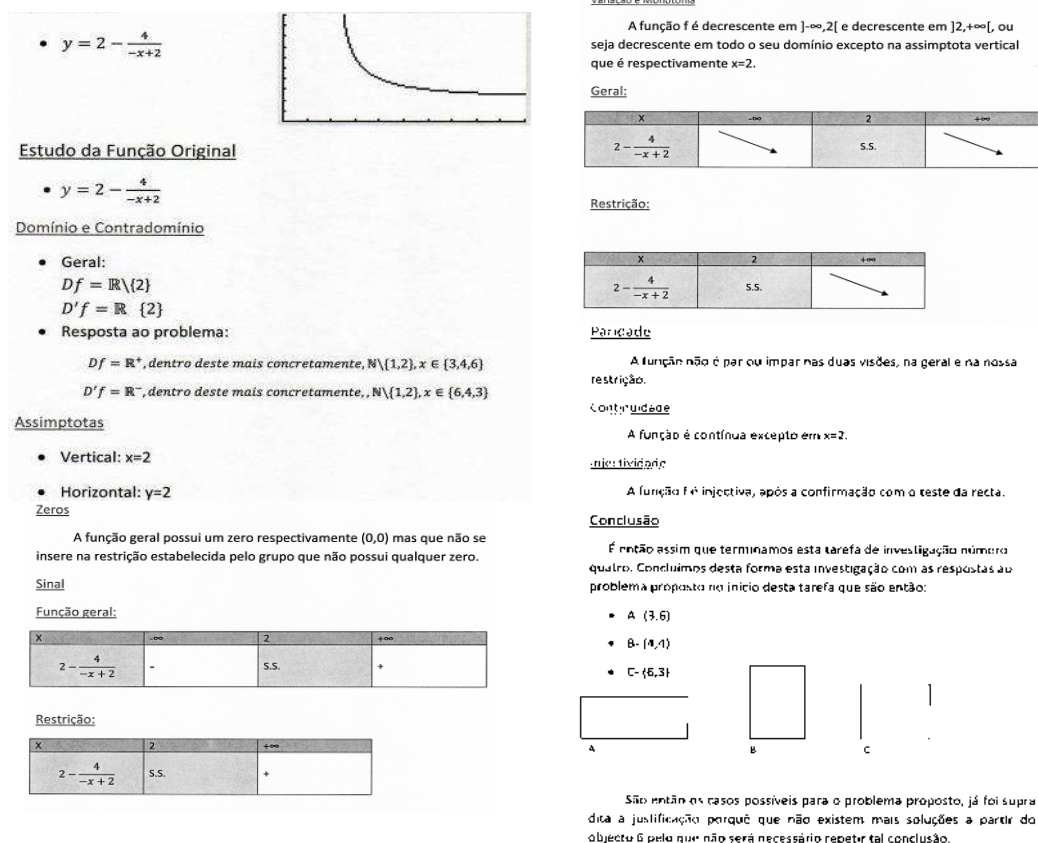 • y = 2 − 4/(−x+2)
Estudo da Função Original
• y = 2 − 4/(−x+2)
Domínio e Contradomínio
• Geral:
Df = ℝ\{2}
D′f = ℝ {2}
• Resposta ao problema:
Df = ℝ⁺, dentro deste mais concretamente, ℕ\{1,2}, x ∈ {3,4,6}
D′f = ℝ⁻, dentro deste mais concretamente, , ℕ\{1,2}, x ∈ {6,4,3}
Assimptotas
• Vertical: x=2
• Horizontal: y=2
Zeros
A função geral possui um zero respectivamente (0,0) mas que não se
insere na restrição estabelecida pelo grupo que não possui qualquer zero.
Sinal
Função geral:
X -∞ 2 +∞
2 − 4/(−x + 2) - S.S. +
Restrição:
X 2 +∞
2 − 4/(−x + 2) S.S. +
Variação e Monotonia
A função f é decrescente em ]-∞,2[ e decrescente em ]2,+∞[, ou
seja decrescente em todo o seu domínio excepto na assimptota vertical
que é respectivamente x=2.
Geral:
X -∞ 2 +∞
2 − 4/(−x + 2) S.S.
Restrição:
X 2 +∞
2 − 4/(−x + 2) S.S.
Paridade
A função não é par ou impar nas duas visões, na geral e na nossa
restrição.
Continuidade
A função é contínua excepto em x=2.
Injectividade
A função f é injectiva, após a confirmação com o teste da recta.
Conclusão
É então assim que terminamos esta tarefa de investigação número
quatro. Concluímos desta forma esta investigação com as respostas ao
problema proposto no inicio desta tarefa que são então:
• A- (3,6)
• B- (4,4)
• C- (6,3)
A B C
São então os casos possíveis para o problema proposto, já foi supra
dita a justificação porquê que não existem mais soluções a partir do
objecto 6 pelo que não será necessário repetir tal conclusão.